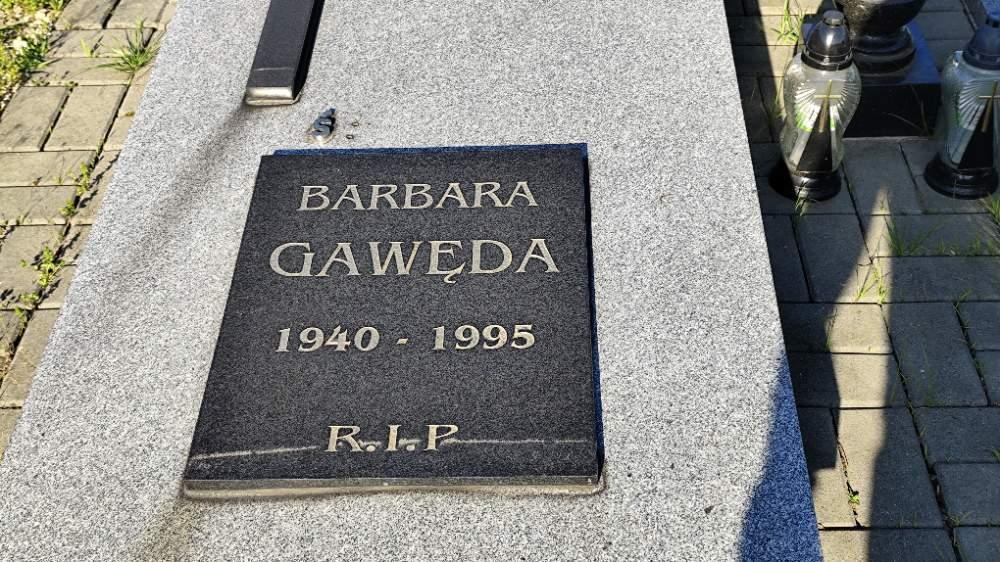 BARBARA
GAWĘDA
1940 - 1995
R.I.P